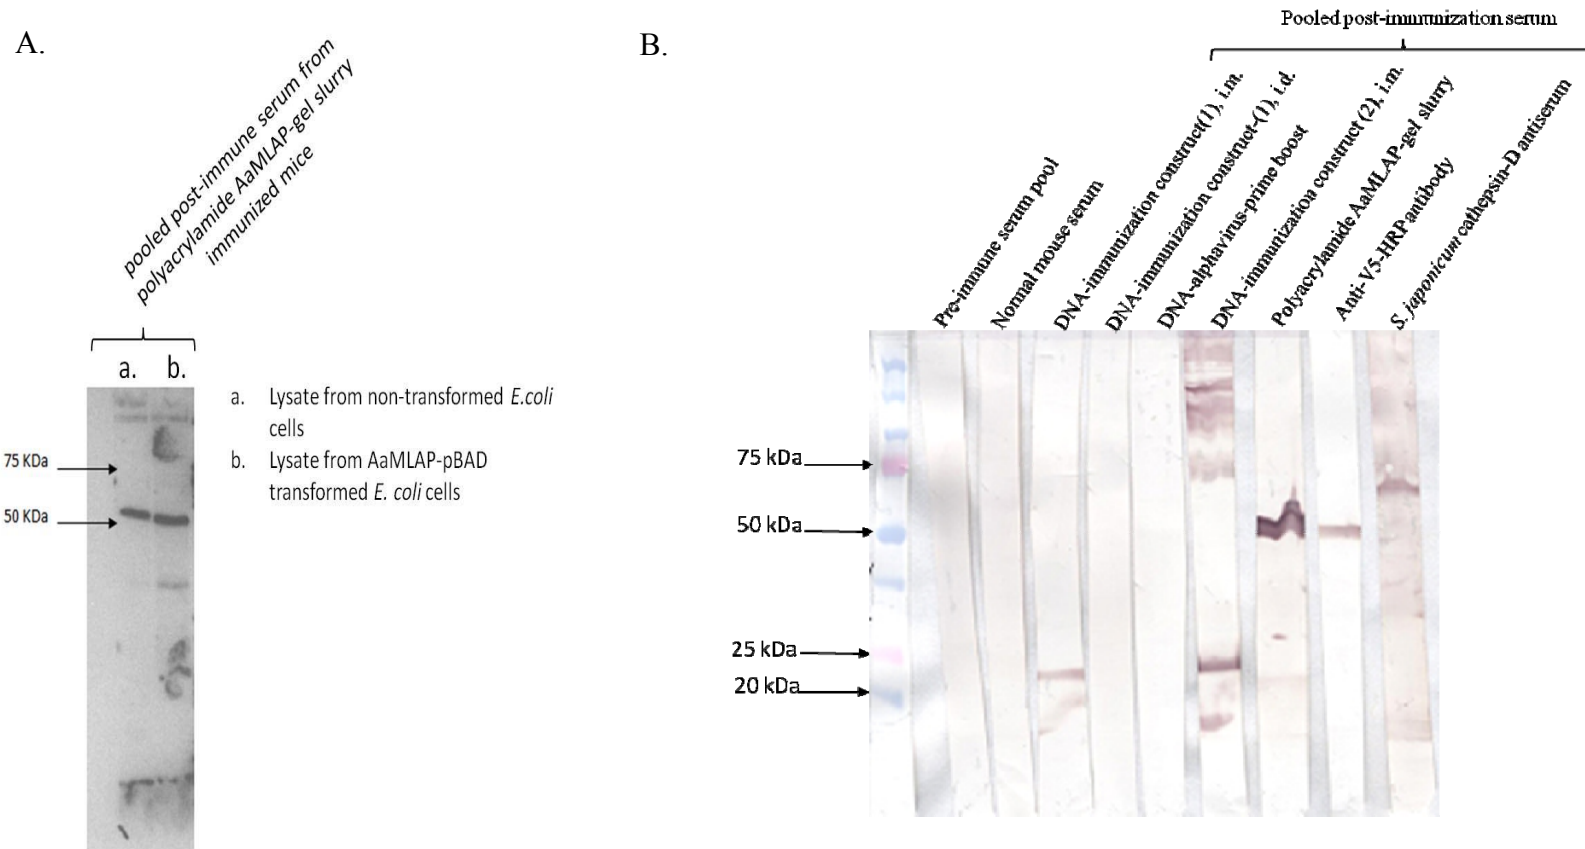 A.
pooled post-immune serum from
polyacrylamide AaMLAP-gel slurry
immunized mice
a.
b.
75 KDa
50 KDa
a. Lysate from non-transformed E.coli
cells
b. Lysate from AaMLAP-pBAD
transformed E. coli cells
B.
Pooled post-immunization serum
Pre-immune serum pool
Normal mouse serum
DNA-immunization construct(1), i.m.
DNA-immunization construct-(1), i.d.
DNA-alphavirus-prime boost
DNA-immunization construct (2), i.m.
Polyacrylamide AaMLAP-gel slurry
Anti-V5-HRP antibody
S. japonicum cathepsin-D antiserum
75 kDa
50 kDa
25 kDa
20 kDa